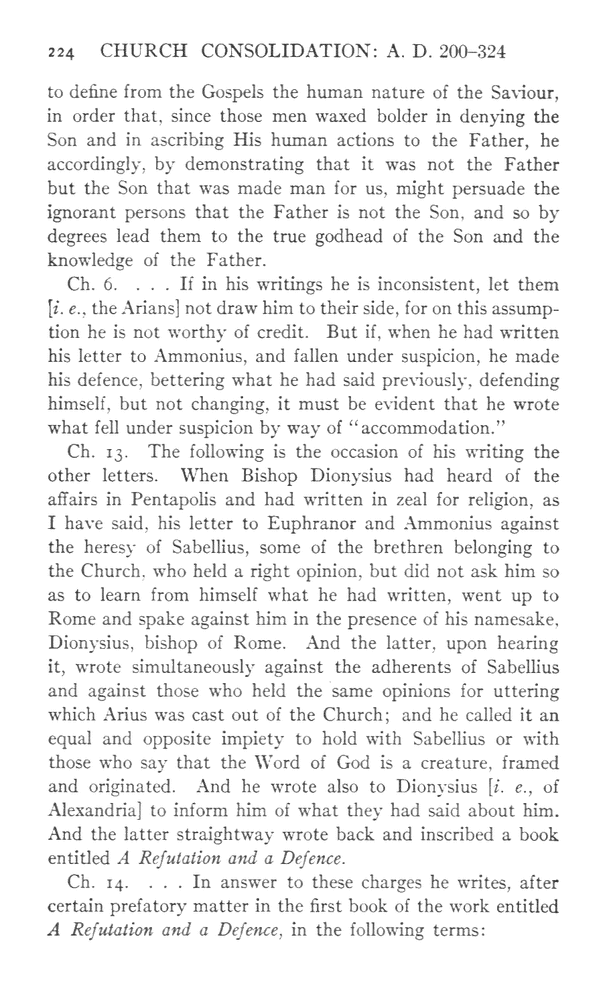 224 CHURCH CONSOLIDATION: A. D. 200–324
to define from the Gospels the human nature of the Saviour,
in order that, since those men waxed bolder in denying the
Son and in ascribing His human actions to the Father, he
accordingly, by demonstrating that it was not the Father
but the Son that was made man for us, might persuade the
ignorant persons that the Father is not the Son, and so by
degrees lead them to the true godhead of the Son and the
knowledge of the Father.
Ch. 6. . . . If in his writings he is inconsistent, let them
[i. e., the Arians] not draw him to their side, for on this assump-
tion he is not worthy of credit. But if, when he had written
his letter to Ammonius, and fallen under suspicion, he made
his defence, bettering what he had said previously, defending
himself, but not changing, it must be evident that he wrote
what fell under suspicion by way of “accommodation.”
Ch. 13. The following is the occasion of his writing the
other letters. When Bishop Dionysius had heard of the
affairs in Pentapolis and had written in zeal for religion, as
I have said, his letter to Euphranor and Ammonius against
the heresy of Sabellius, some of the brethren belonging to
the Church, who held a right opinion, but did not ask him so
as to learn from himself what he had written, went up to
Rome and spake against him in the presence of his namesake,
Dionysius, bishop of Rome. And the latter, upon hearing
it, wrote simultaneously against the adherents of Sabellius
and against those who held the same opinions for uttering
which Arius was cast out of the Church; and he called it an
equal and opposite impiety to hold with Sabellius or with
those who say that the Word of God is a creature, framed
and originated. And he wrote also to Dionysius [i. e., of
Alexandria] to inform him of what they had said about him.
And the latter straightway wrote back and inscribed a book
entitled A Refutation and a Defence.
Ch. 14. . . . In answer to these charges he writes, after
certain prefatory matter in the first book of the work entitled
A Refutation and a Defence, in the following terms: